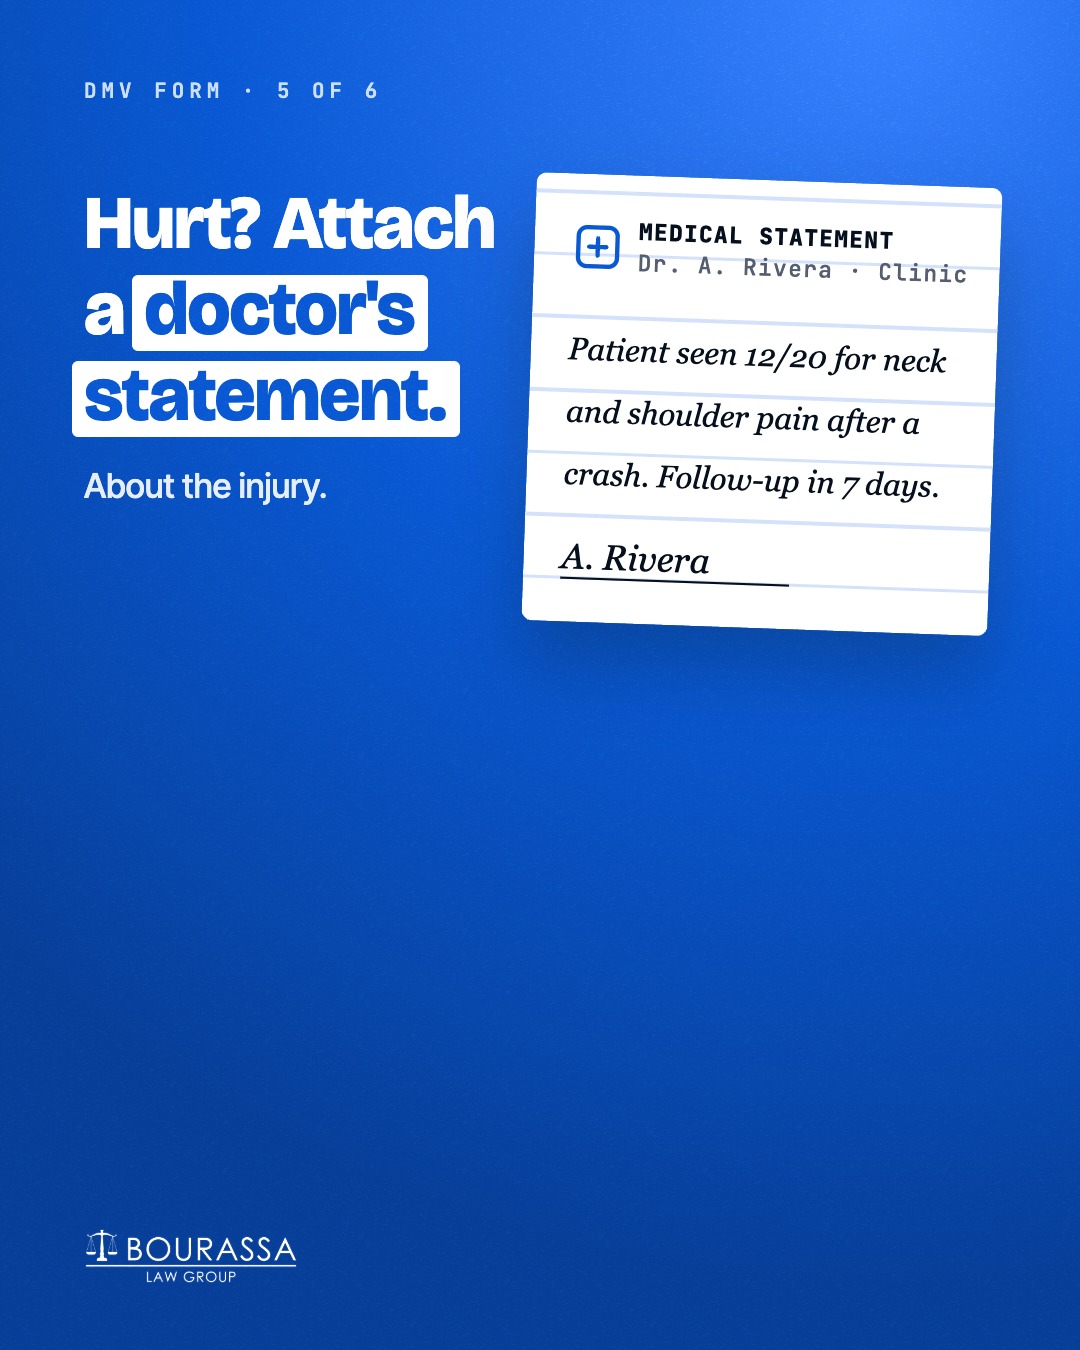 DMV FORM · 5 OF 6
Hurt? Attach
a doctor's
statement.
About the injury.
MEDICAL STATEMENT
Dr. A. Rivera · Clinic
Patient seen 12/20 for neck
and shoulder pain after a
crash. Follow-up in 7 days.
A. Rivera
BOURASSA
LAW GROUP